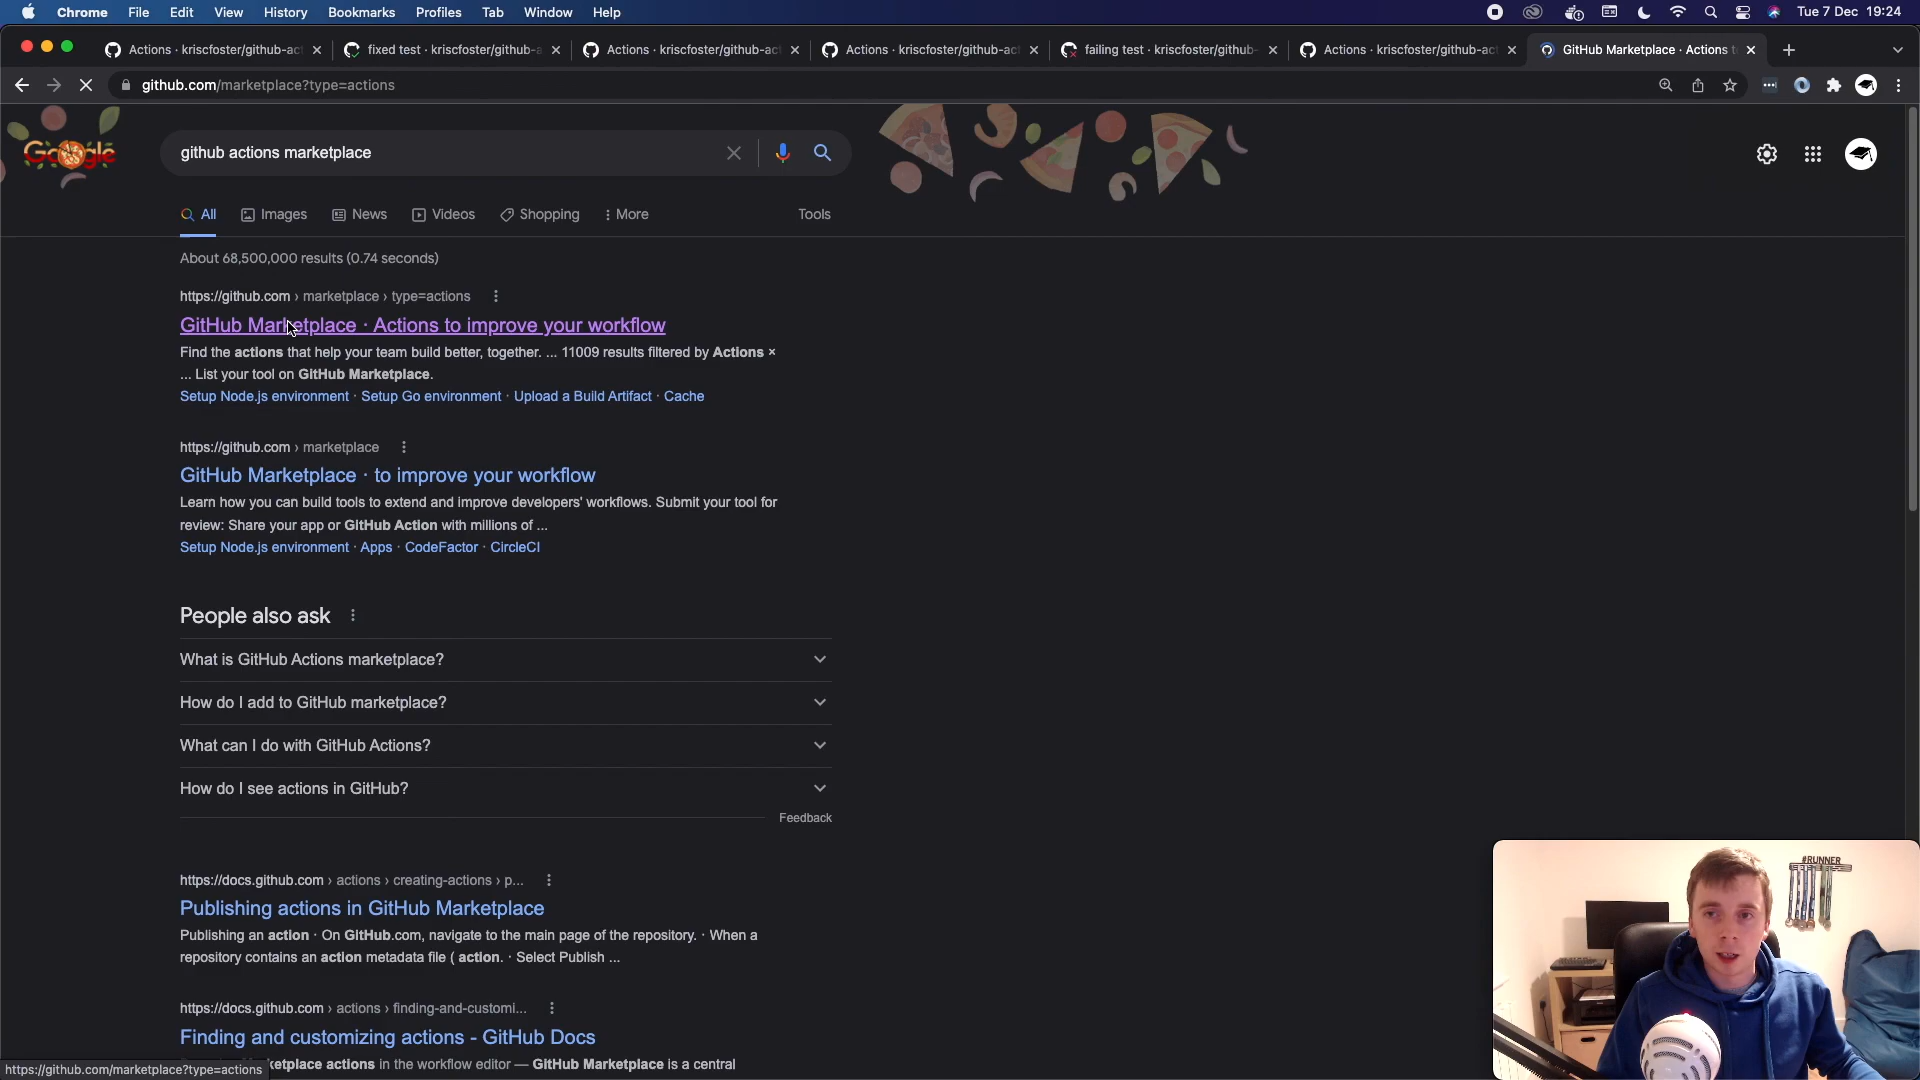 Chrome File Edit View History Bookmarks Profiles Tab Window Help Tue 7 Dec 19:24
Actions · kriscfoster/github-ac fixed test · kriscfoster/github-a Actions · kriscfoster/github-ac Actions · kriscfoster/github-ac failing test · kriscfoster/github- Actions · kriscfoster/github-ac GitHub Marketplace · Actions t
github.com/marketplace?type=actions
Google
github actions marketplace
All Images News Videos Shopping More Tools
About 68,500,000 results (0.74 seconds)
https://github.com › marketplace › type=actions
GitHub Marketplace · Actions to improve your workflow
Find the actions that help your team build better, together. ... 11009 results filtered by Actions ×
... List your tool on GitHub Marketplace.
Setup Node.js environment · Setup Go environment · Upload a Build Artifact · Cache
https://github.com › marketplace
GitHub Marketplace · to improve your workflow
Learn how you can build tools to extend and improve developers' workflows. Submit your tool for
review: Share your app or GitHub Action with millions of ...
Setup Node.js environment · Apps · CodeFactor · CircleCI
People also ask
What is GitHub Actions marketplace?
How do I add to GitHub marketplace?
What can I do with GitHub Actions?
How do I see actions in GitHub?
Feedback
https://docs.github.com › actions › creating-actions › p...
Publishing actions in GitHub Marketplace
Publishing an action · On GitHub.com, navigate to the main page of the repository. · When a
repository contains an action metadata file ( action. · Select Publish ...
https://docs.github.com › actions › finding-and-customi...
Finding and customizing actions - GitHub Docs
etplace actions in the workflow editor — GitHub Marketplace is a central
https://github.com/marketplace?type=actions
#RUNNER